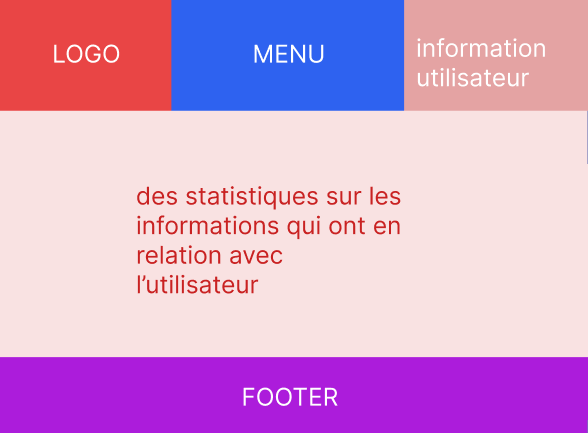 LOGO
MENU
information
utilisateur
des statistiques sur les
informations qui ont en
relation avec
l’utilisateur
FOOTER